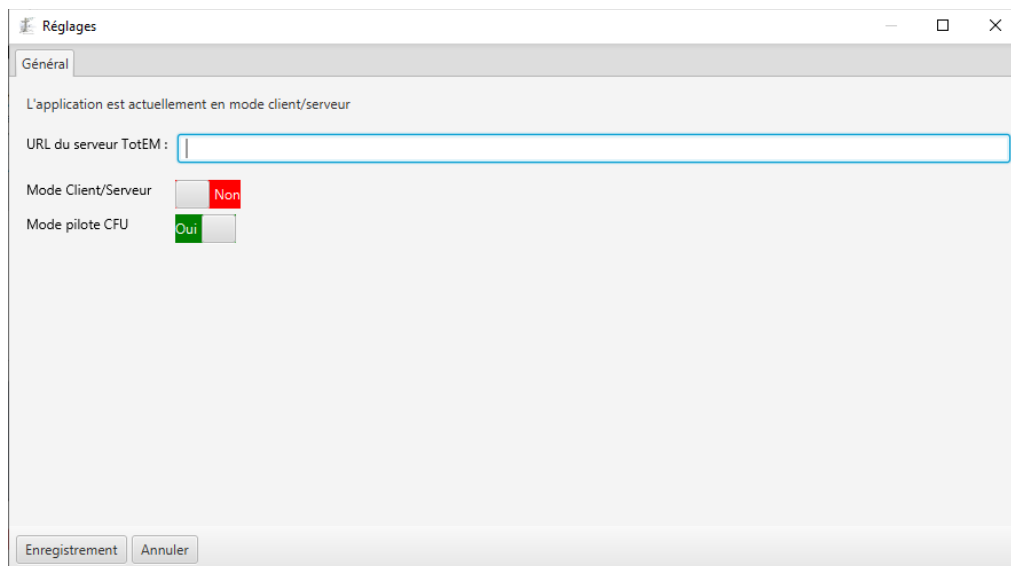 Réglages
Général
L'application est actuellement en mode client/serveur
URL du serveur TotEM :
Mode Client/Serveur Non
Mode pilote CFU Oui
Enregistrement Annuler